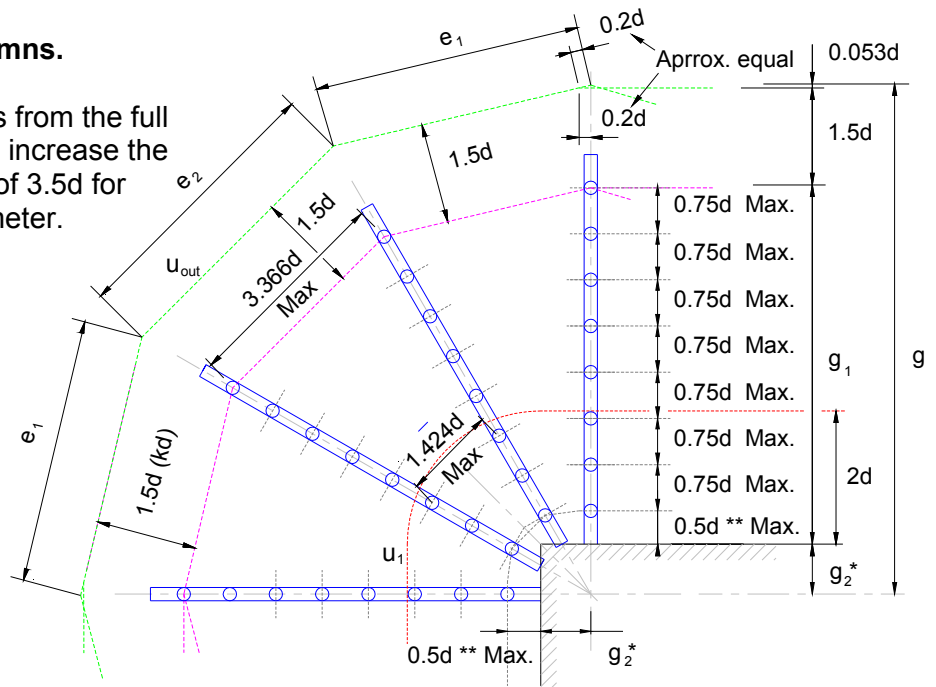 mns.
s from the full
increase the
of 3.5d for
meter.
e1
0.2d
Aprrox. equal
0.2d
0.053d
1.5d
e2
1.5d
1.5d
3.366d
Max
uout
0.75d Max.
0.75d Max.
0.75d Max.
0.75d Max.
0.75d Max.
0.75d Max.
0.75d Max.
0.5d ** Max.
g1
g
2d
g2*
e1
1.5d (kd)
1.424d
Max
u1
0.5d ** Max.
g2*